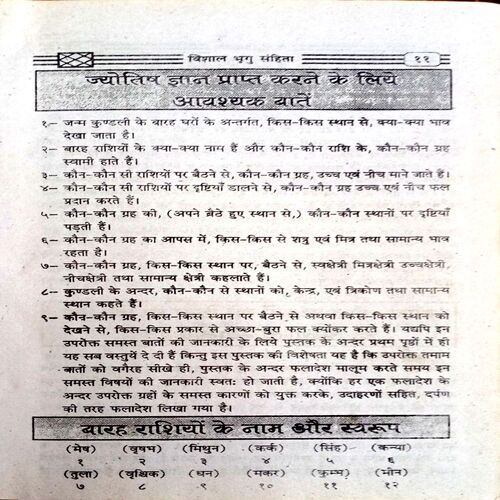 विशाल भृगु संहिता
११
ज्योतिष ज्ञान प्राप्त करने के लिये
आवश्यक बातें
१– जन्म कुण्डली के बारह घरों के अन्तर्गत, किस-किस स्थान से, क्या-क्या भाव
देखा जाता है।
२– बारह राशियों के क्या-क्या नाम हैं और कौन-कौन राशि के, कौन-कौन ग्रह
स्वामी हाते हैं।
३– कौन-कौन सी राशियों पर बैठने से, कौन-कौन ग्रह, उच्च एवं नीच माने जाते हैं।
४– कौन-कौन सी राशियों पर दृष्टियाँ डालने से, कौन-कौन ग्रह उच्च एवं नीच फल
प्रदान करते हैं।
५– कौन-कौन ग्रह की, (अपने बैठे हुए स्थान से,) कौन-कौन स्थानों पर दृष्टियाँ
पड़ती हैं।
६– कौन-कौन ग्रह का आपस में, किस-किस से शत्रु एवं मित्र तथा सामान्य भाव
रहता है।
७– कौन-कौन ग्रह, किस-किस स्थान पर, बैठने से, स्वक्षेत्री मित्रक्षेत्री उच्चक्षेत्री,
नीचक्षेत्री तथा सामान्य क्षेत्री कहलाते हैं।
८– कुण्डली के अन्दर, कौन-कौन से स्थानों को, केन्द्र, एवं त्रिकोण तथा सामान्य
स्थान कहते हैं।
९– कौन-कौन ग्रह, किस-किस स्थान पर बैठने से अथवा किस-किस स्थान को
देखने से, किस-किस प्रकार से अच्छा-बुरा फल क्योंकर करते हैं। यद्यपि इन
उपरोक्त समस्त बातों की जानकारी के लिये पुस्तक के अन्दर प्रथम पृष्ठों में ही
यह सब वस्तुयें दे दी हैं किन्तु इस पुस्तक की विशेषता यह है कि उपरोक्त तमाम
बातों को वगैरह सीखे ही, पुस्तक के अन्दर फलादेश मालूम करते समय इन
समस्त विषयों की जानकारी स्वतः हो जाती है, क्योंकि हर एक फलादेश के
अन्दर उपरोक्त ग्रहों के समस्त कारणों को युक्त करके, उदाहरणों सहित, दर्पण
की तरह फलादेश लिखा गया है।
बारह राशियों के नाम और स्वरूप
(मेष) (वृषभ) (मिथुन) (कर्क) (सिंह) (कन्या)
१ २ ३ ४ ५ ६
(तुला) (वृश्चिक) (धन) (मकर) (कुम्भ) (मीन)
७ ८ ९ १० ११ १२